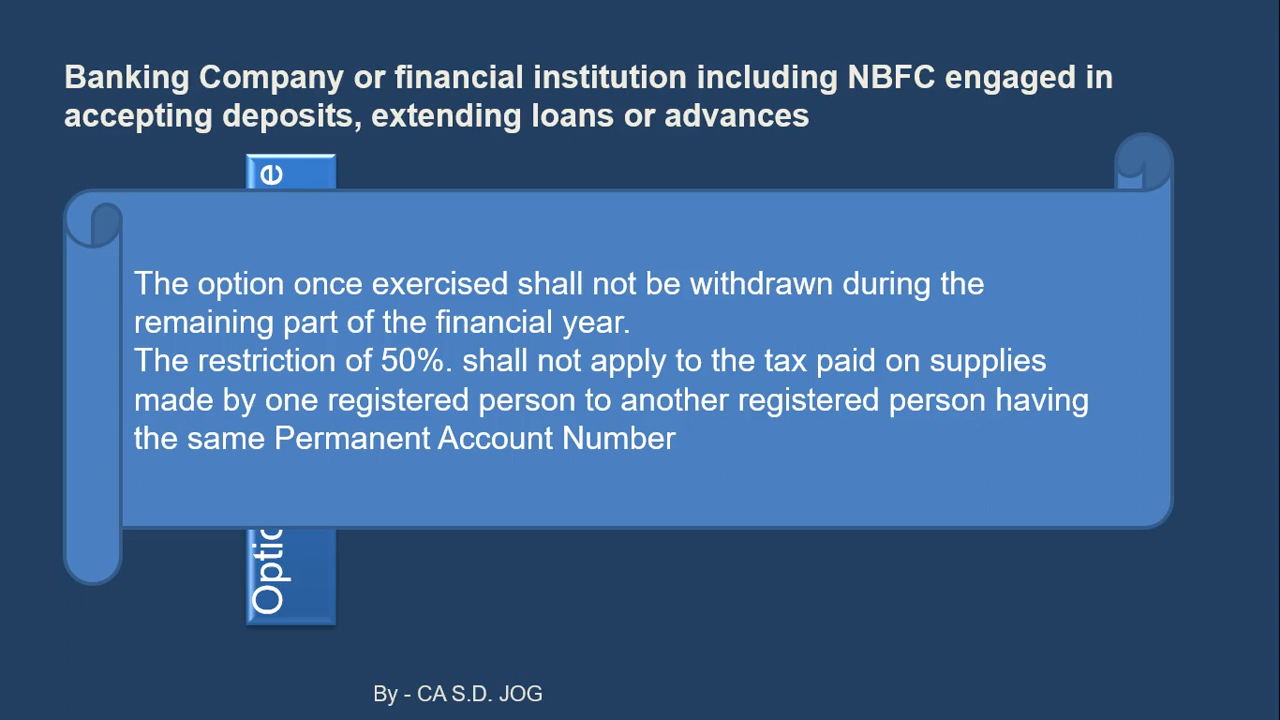 Banking Company or financial institution including NBFC engaged in
accepting deposits, extending loans or advances
The option once exercised shall not be withdrawn during the
remaining part of the financial year.
The restriction of 50%. shall not apply to the tax paid on supplies
made by one registered person to another registered person having
the same Permanent Account Number
By - CA S.D. JOG